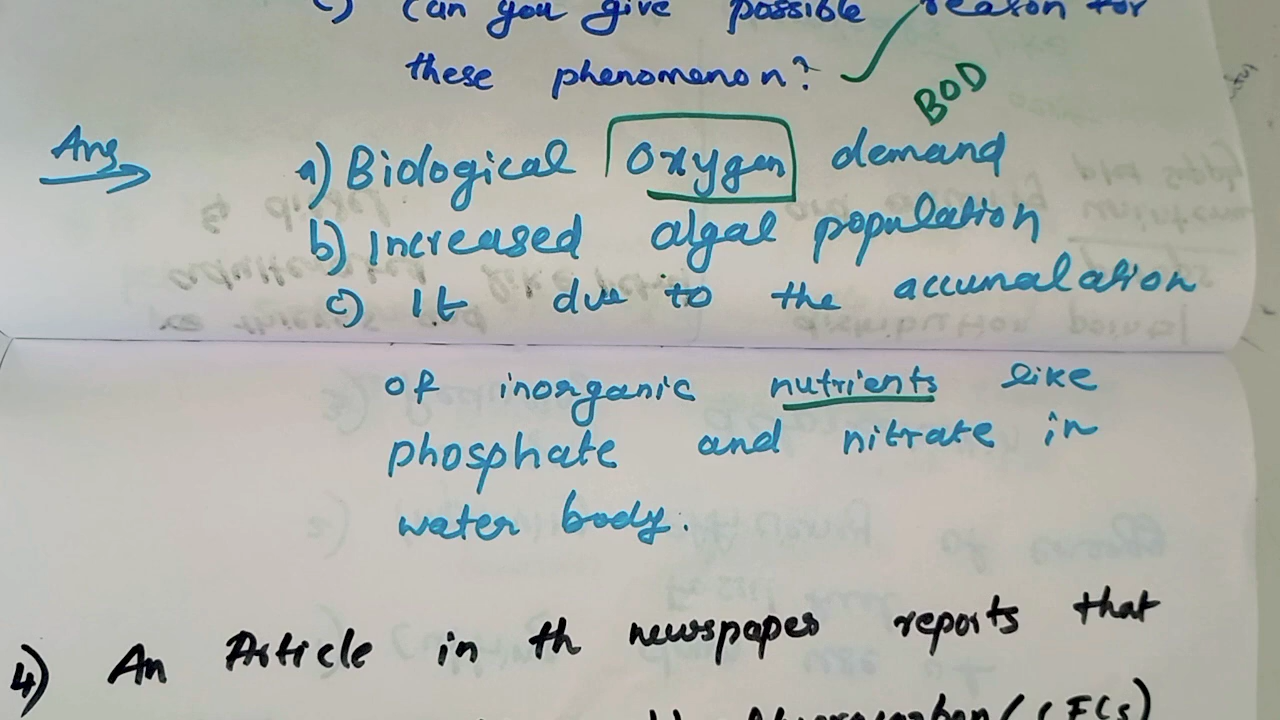 c) Can you give possible reason for
these phenomenon?
BOD
Ans
a) Biological Oxygen demand
b) Increased algal population
c) It due to the accumalation
of inorganic nutrients like
phosphate and nitrate in
water body.
4) An Article in th newspaper reports that
(CFCs)